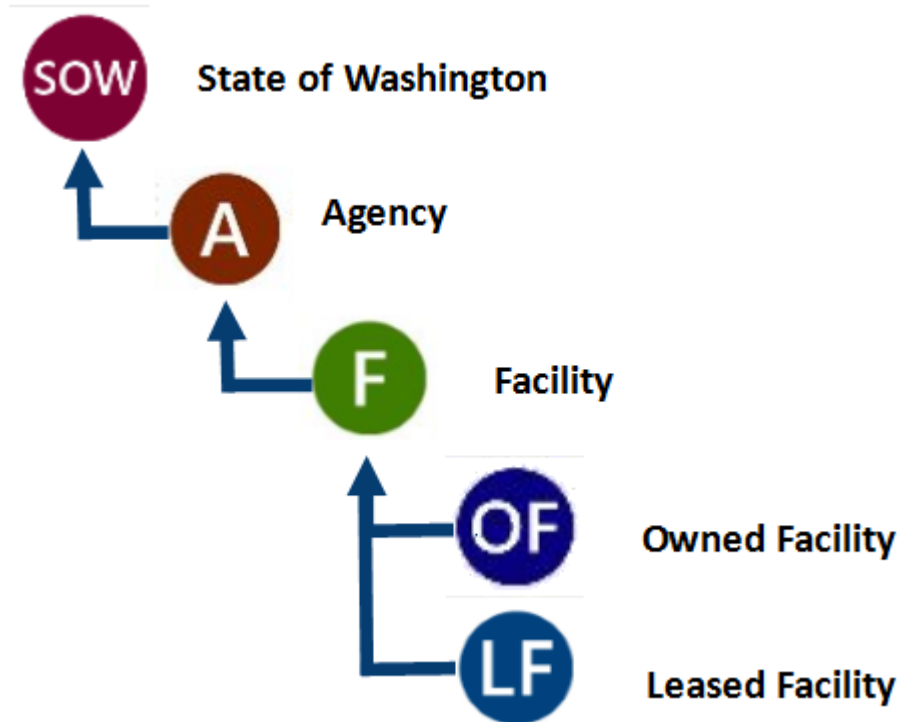 SOW State of Washington
A Agency
F Facility
OF Owned Facility
LF Leased Facility